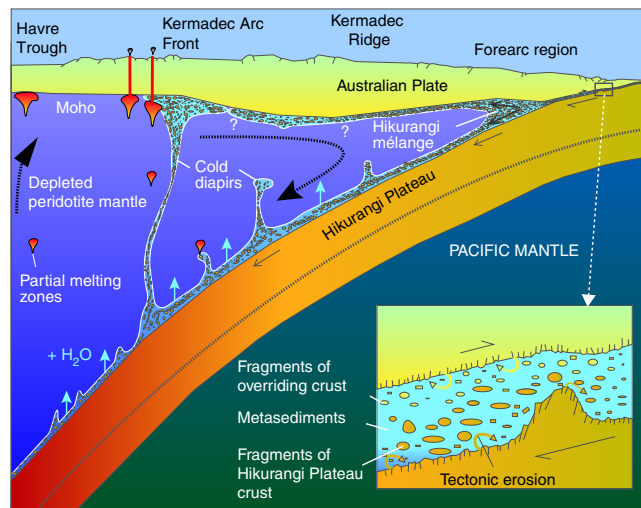 Havre
Trough
Kermadec Arc
Front
Kermadec
Ridge
Forearc region
Australian Plate
Moho
?
?
Hikurangi
mélange
Cold
diapirs
Depleted
peridotite mantle
Hikurangi Plateau
PACIFIC MANTLE
Partial melting
zones
+ H2O
Fragments of
overriding crust
Metasediments
Fragments of
Hikurangi Plateau
crust
Tectonic erosion